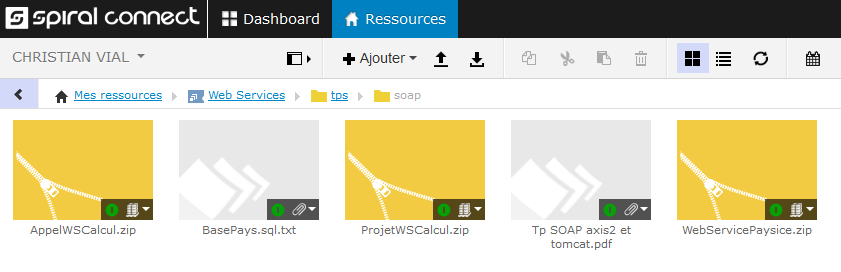 spiral connect Dashboard Ressources
CHRISTIAN VIAL Ajouter
Mes ressources Web Services tps soap
AppelWSCalcul.zip BasePays.sql.txt ProjetWSCalcul.zip Tp SOAP axis2 et WebServicePaysice.zip
tomcat.pdf